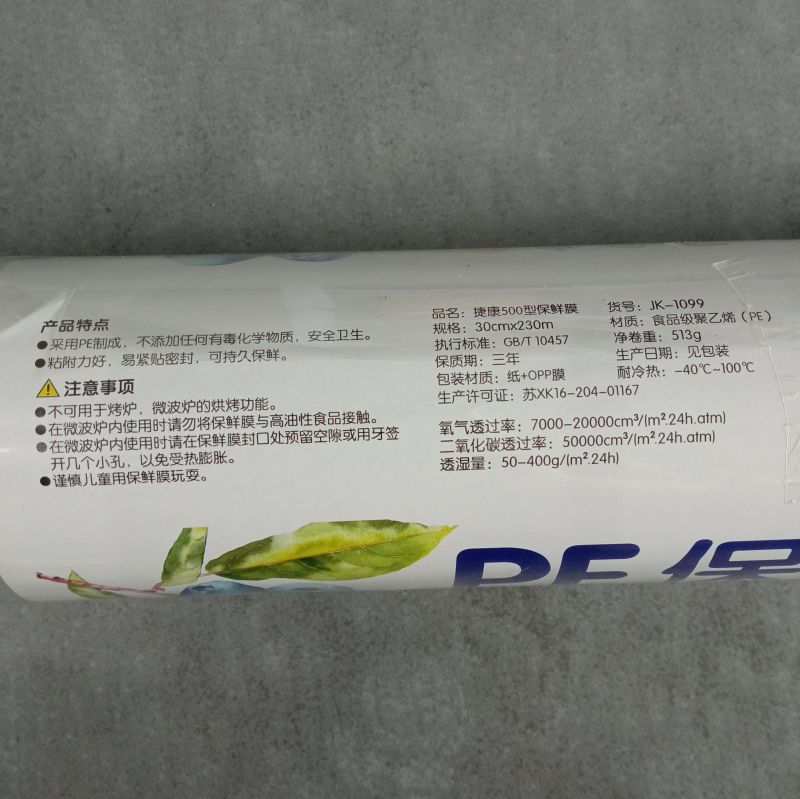 产品特点
●采用PE制成，不添加任何有毒化学物质，安全卫生。
●粘附力好，易紧贴密封，可持久保鲜。
注意事项
●不可用于烤炉，微波炉的烘烤功能。
●在微波炉内使用时请勿将保鲜膜与高油性食品接触。
●在微波炉内使用时请在保鲜膜封口处预留空隙或用牙签
开几个小孔，以免受热膨胀。
●谨慎儿童用保鲜膜玩耍。
品名：捷康500型保鲜膜
规格：30cmx230m
执行标准：GB/T 10457
保质期：三年
包装材质：纸+OPP膜
生产许可证：苏XK16-204-01167
货号：JK-1099
材质：食品级聚乙烯（PE）
净卷重：513g
生产日期：见包装
耐冷热：-40℃~100℃
氧气透过率：7000-20000cm³/(m².24h.atm)
二氧化碳透过率：50000cm³/(m².24h.atm)
透湿量：50-400g/(m².24h)
PE保